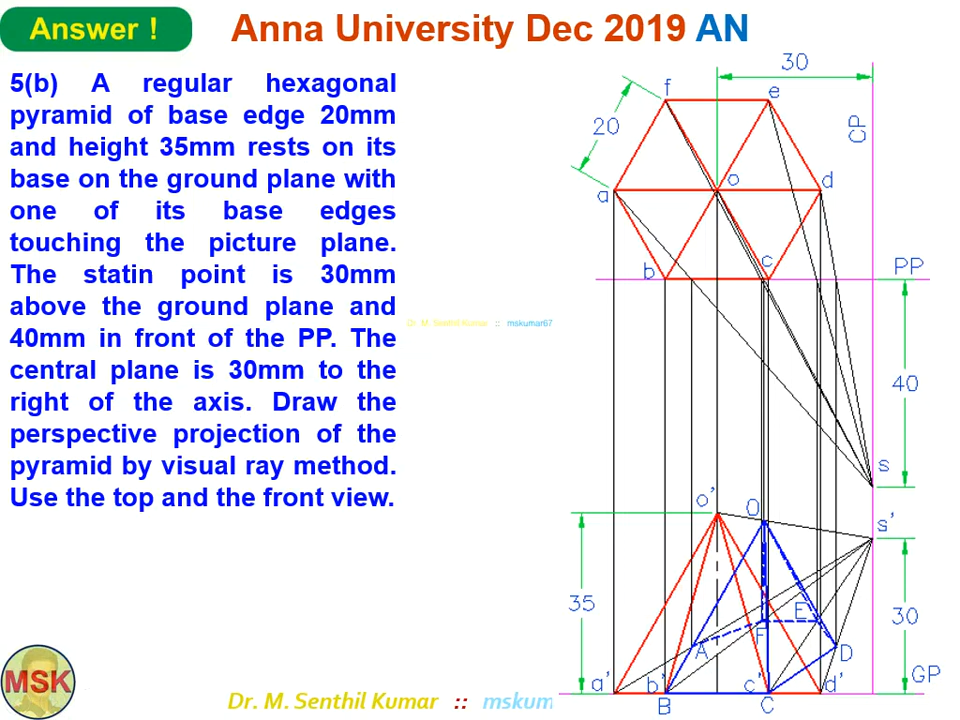 Answer !
Anna University Dec 2019 AN
5(b) A regular hexagonal
pyramid of base edge 20mm
and height 35mm rests on its
base on the ground plane with
one of its base edges
touching the picture plane.
The statin point is 30mm
above the ground plane and
40mm in front of the PP. The
central plane is 30mm to the
right of the axis. Draw the
perspective projection of the
pyramid by visual ray method.
Use the top and the front view.
30
f
e
20
CP
o
d
a
c
b
PP
Dr. M. Senthil Kumar :: mskumar67
40
s
o'
O
s'
35
30
E
F
A
D
GP
a'
b'
c'
d'
B
C
MSK
Dr. M. Senthil Kumar :: mskum